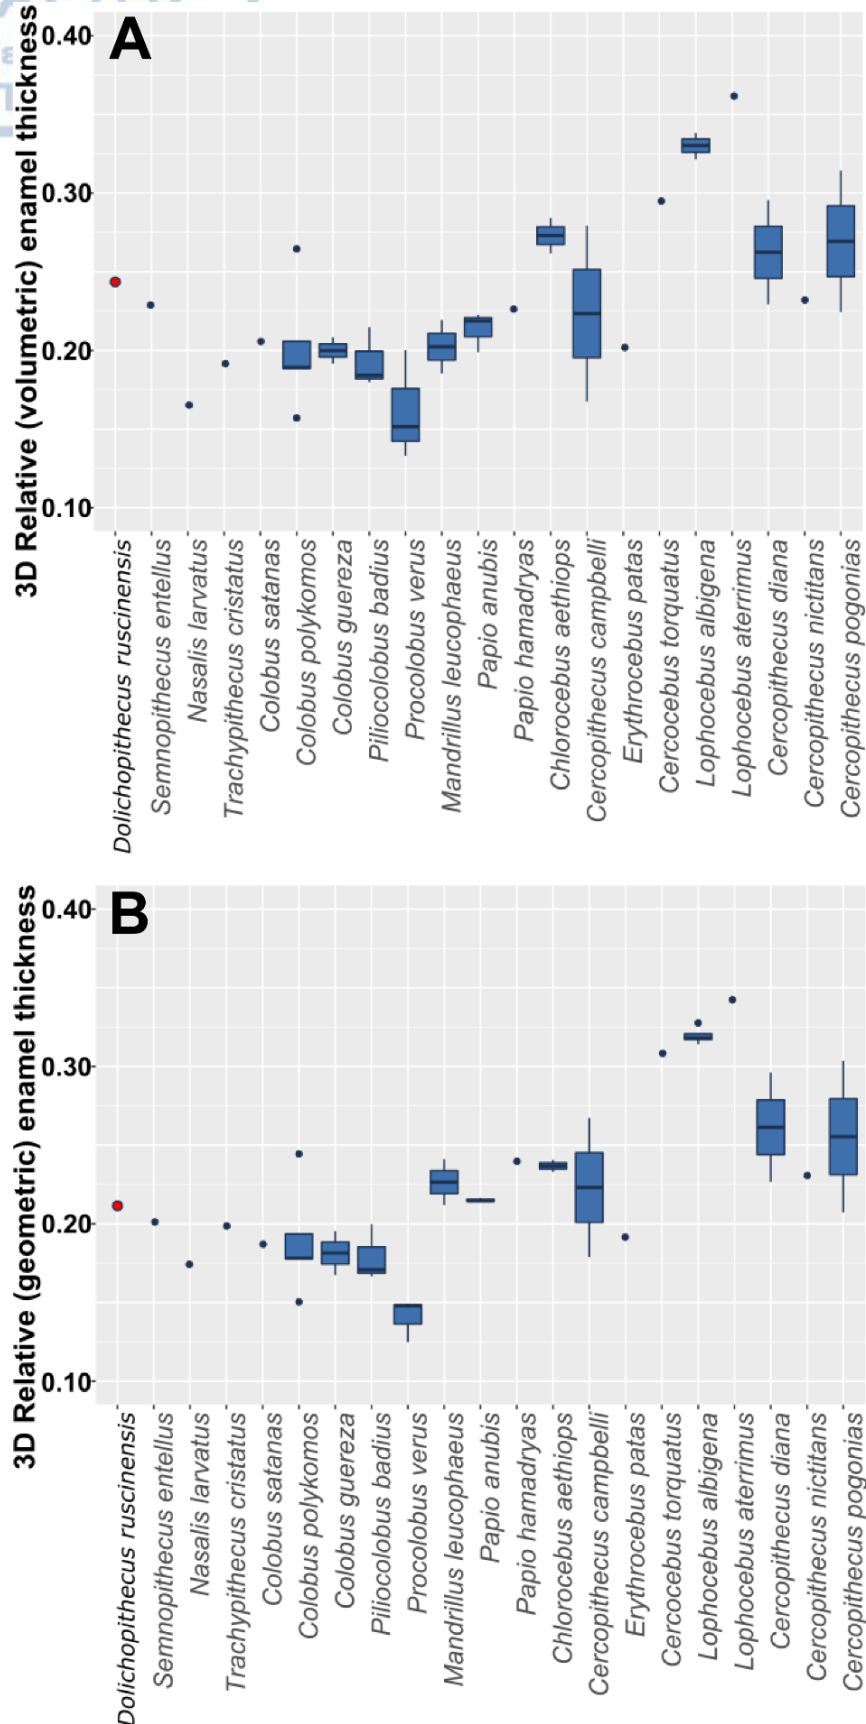 A
3D Relative (volumetric) enamel thickness
0.40
0.30
0.20
0.10
Dolichopithecus ruscinensis
Semnopithecus entellus
Nasalis larvatus
Trachypithecus cristatus
Colobus satanas
Colobus polykomos
Colobus guereza
Piliocolobus badius
Procolobus verus
Mandrillus leucophaeus
Papio anubis
Papio hamadryas
Chlorocebus aethiops
Cercopithecus campbelli
Erythrocebus patas
Cercocebus torquatus
Lophocebus albigena
Lophocebus aterrimus
Cercopithecus diana
Cercopithecus nictitans
Cercopithecus pogonias
B
3D Relative (geometric) enamel thickness
0.40
0.30
0.20
0.10
Dolichopithecus ruscinensis
Semnopithecus entellus
Nasalis larvatus
Trachypithecus cristatus
Colobus satanas
Colobus polykomos
Colobus guereza
Piliocolobus badius
Procolobus verus
Mandrillus leucophaeus
Papio anubis
Papio hamadryas
Chlorocebus aethiops
Cercopithecus campbelli
Erythrocebus patas
Cercocebus torquatus
Lophocebus albigena
Lophocebus aterrimus
Cercopithecus diana
Cercopithecus nictitans
Cercopithecus pogonias